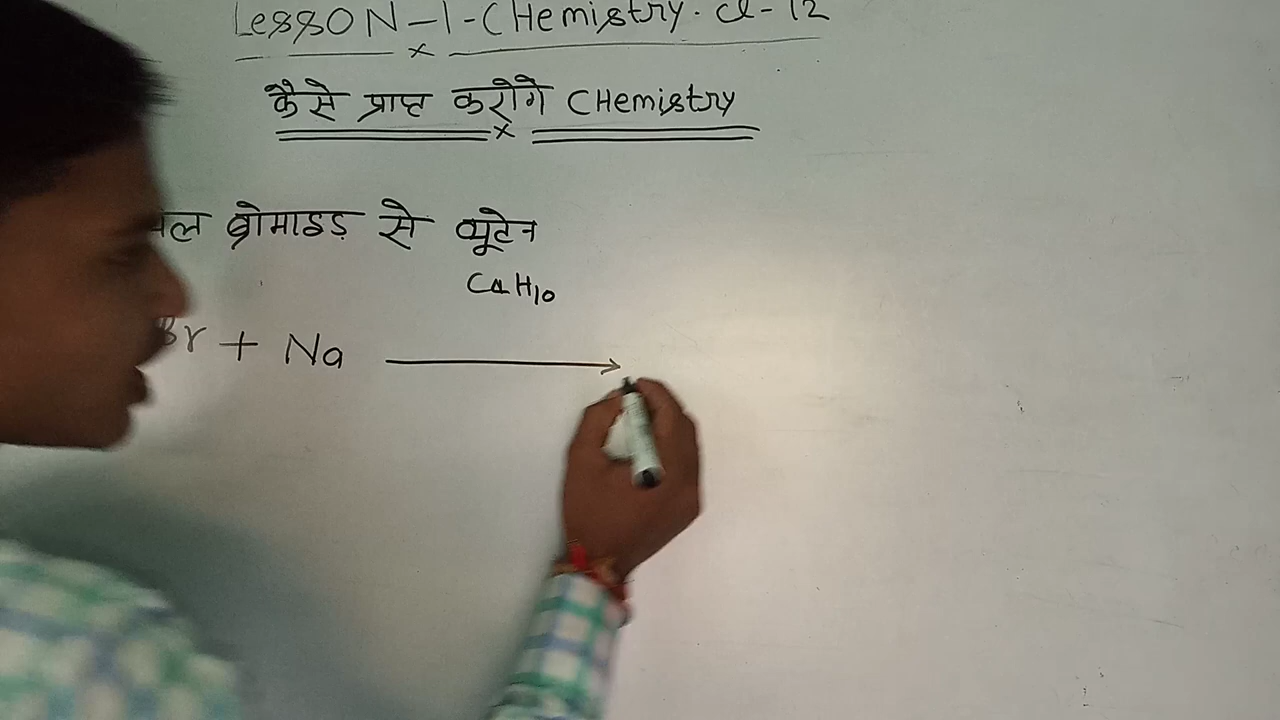 LessON-1-CHemistry. cl-12
कैसे प्राप्त करोगे CHemistry
ब्रोमाइड़ से ब्यूटेन
C4H10
Br + Na